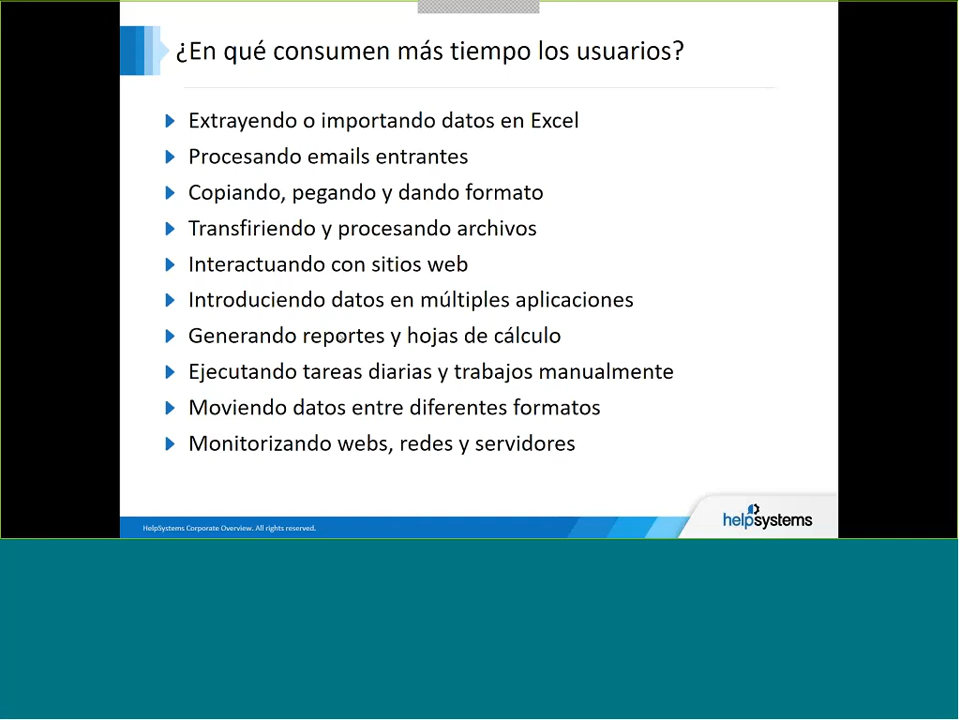 ¿En qué consumen más tiempo los usuarios?
Extrayendo o importando datos en Excel
Procesando emails entrantes
Copiando, pegando y dando formato
Transfiriendo y procesando archivos
Interactuando con sitios web
Introduciendo datos en múltiples aplicaciones
Generando reportes y hojas de cálculo
Ejecutando tareas diarias y trabajos manualmente
Moviendo datos entre diferentes formatos
Monitorizando webs, redes y servidores
HelpSystems Corporate Overview. All rights reserved.
helpsystems